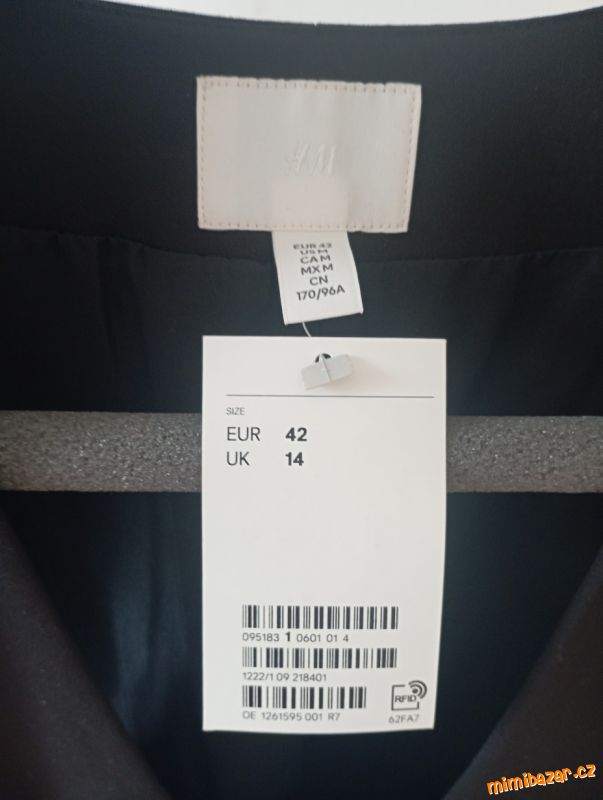 H&M
EUR 42
US M
CA M
MX M
CN
170/96A
SIZE
EUR 42
UK 14
095183 1 0601 01 4
1222/1 09 218401
OE 1261595 001 R7
RFID
62FA7
mimibazar.cz